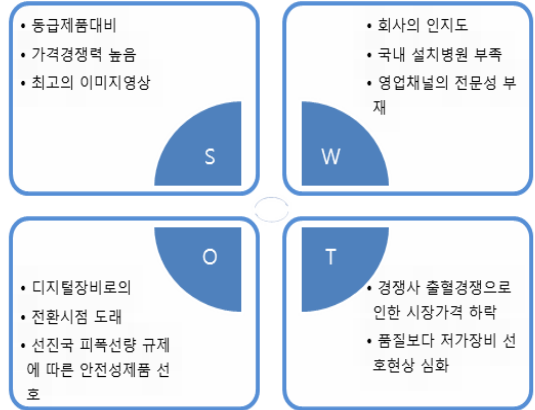 • 동급제품대비
• 가격경쟁력 높음
• 최고의 이미지영상
S
• 회사의 인지도
• 국내 설치병원 부족
• 영업채널의 전문성 부
재
W
O
• 디지털장비로의
• 전환시점 도래
• 선진국 피폭선량 규제
에 따른 안전성제품 선
호
T
• 경쟁사 출혈경쟁으로
인한 시장가격 하락
• 품질보다 저가장비 선
호현상 심화